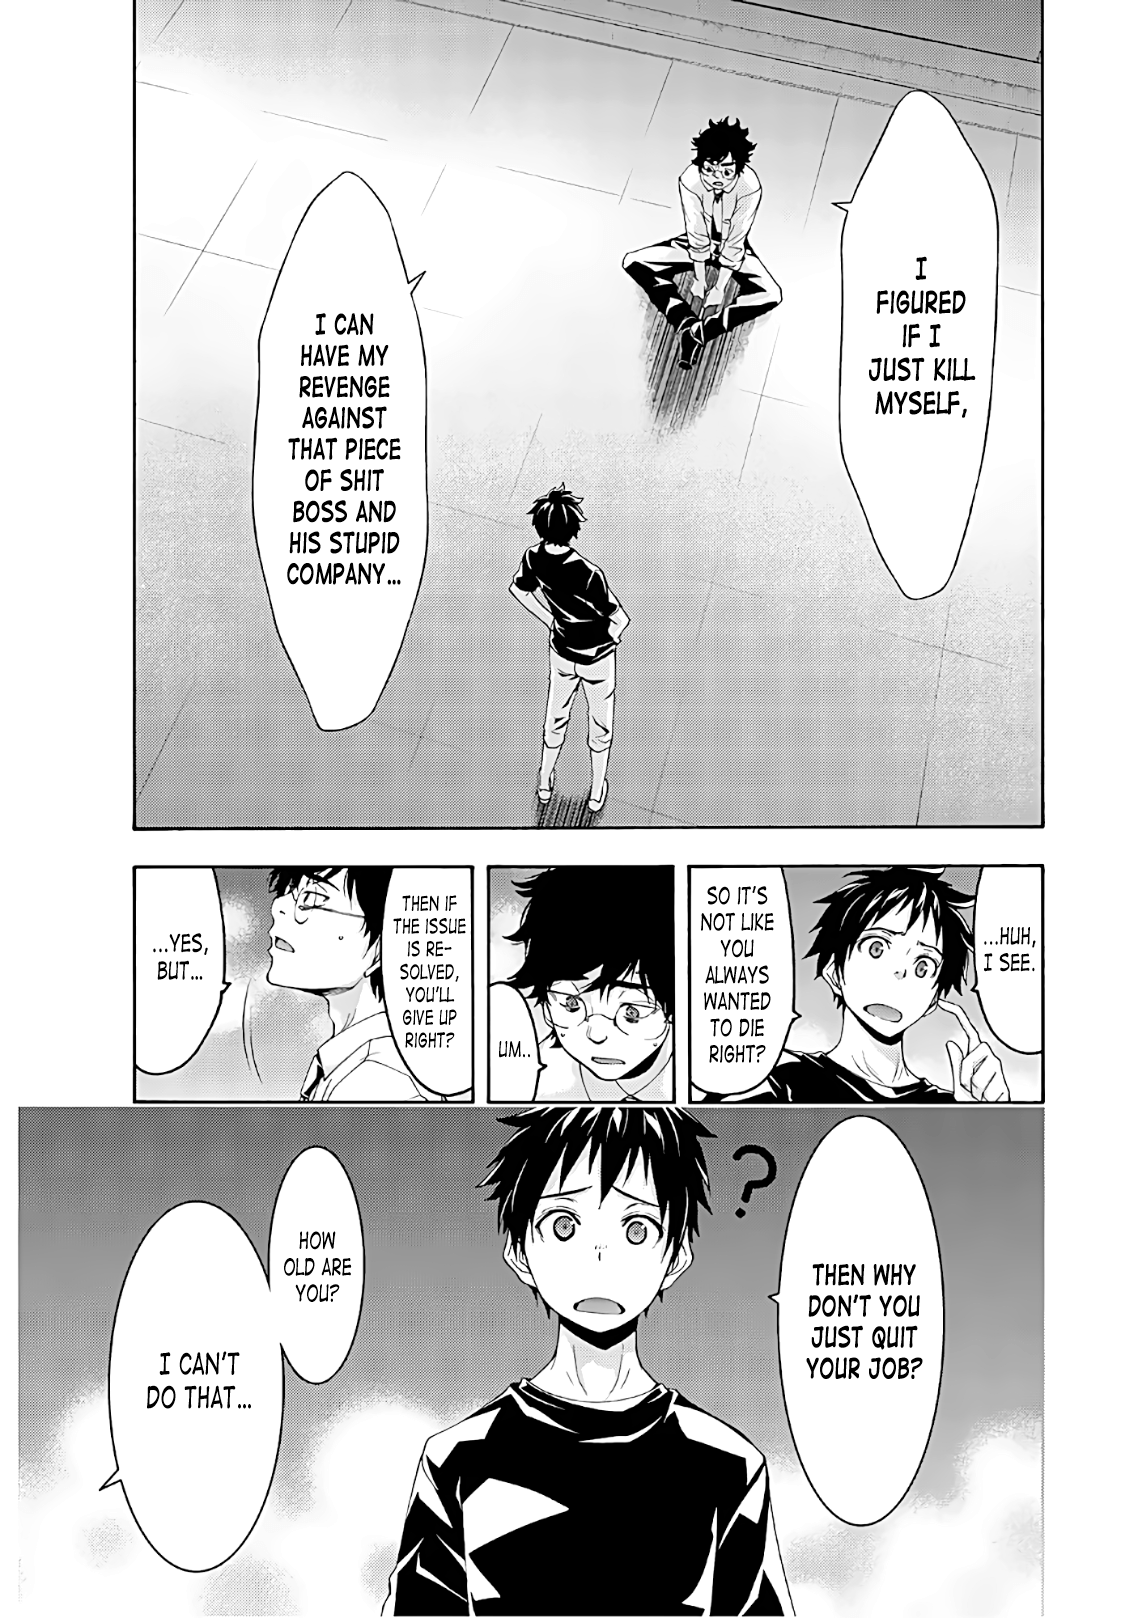 I
FIGURED
IF I
JUST KILL
MYSELF,
I CAN
HAVE MY
REVENGE
AGAINST
THAT PIECE
OF SHIT
BOSS AND
HIS STUPID
COMPANY...
...HUH,
I SEE.
SO IT'S
NOT LIKE
YOU
ALWAYS
WANTED
TO DIE
RIGHT?
UM..
THEN IF
THE ISSUE
IS RE-
SOLVED,
YOU'LL
GIVE UP
RIGHT?
...YES,
BUT...
?
THEN WHY
DON'T YOU
JUST QUIT
YOUR JOB?
HOW
OLD ARE
YOU?
I CAN'T
DO THAT...